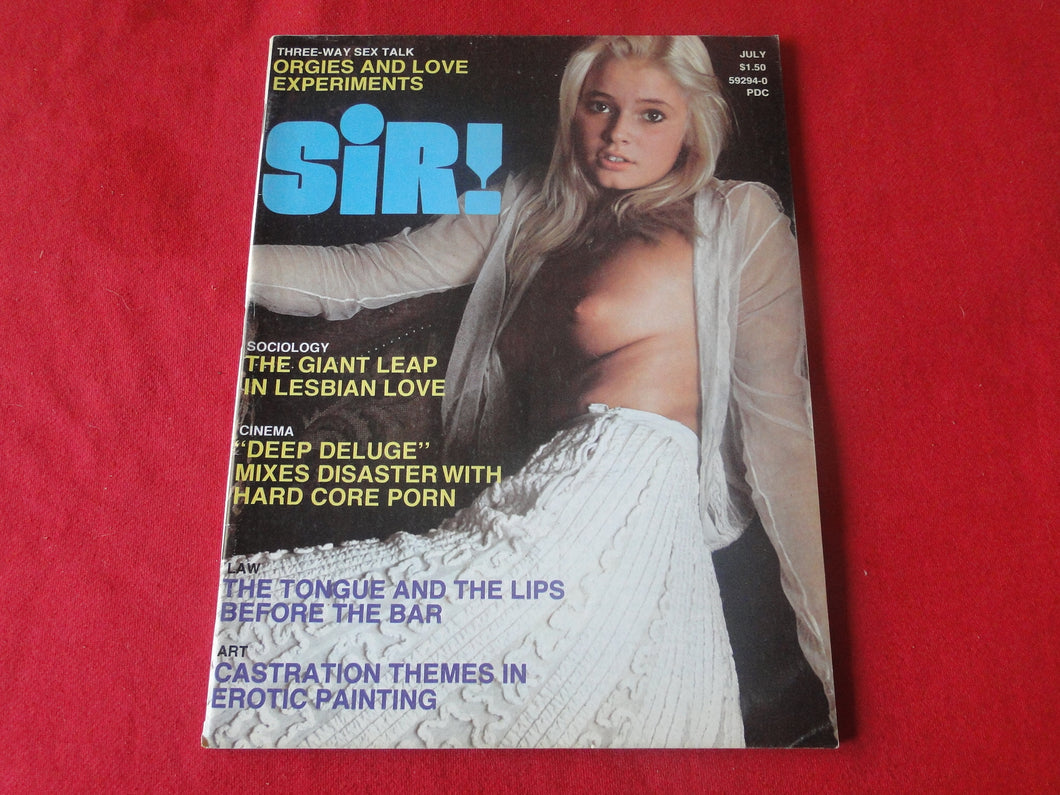 THREE-WAY SEX TALK
ORGIES AND LOVE
EXPERIMENTS
JULY
$1.50
59294-0
PDC
SiR!
SOCIOLOGY
THE GIANT LEAP
IN LESBIAN LOVE
CINEMA
"DEEP DELUGE"
MIXES DISASTER WITH
HARD CORE PORN
LAW
THE TONGUE AND THE LIPS
BEFORE THE BAR
ART
CASTRATION THEMES IN
EROTIC PAINTING